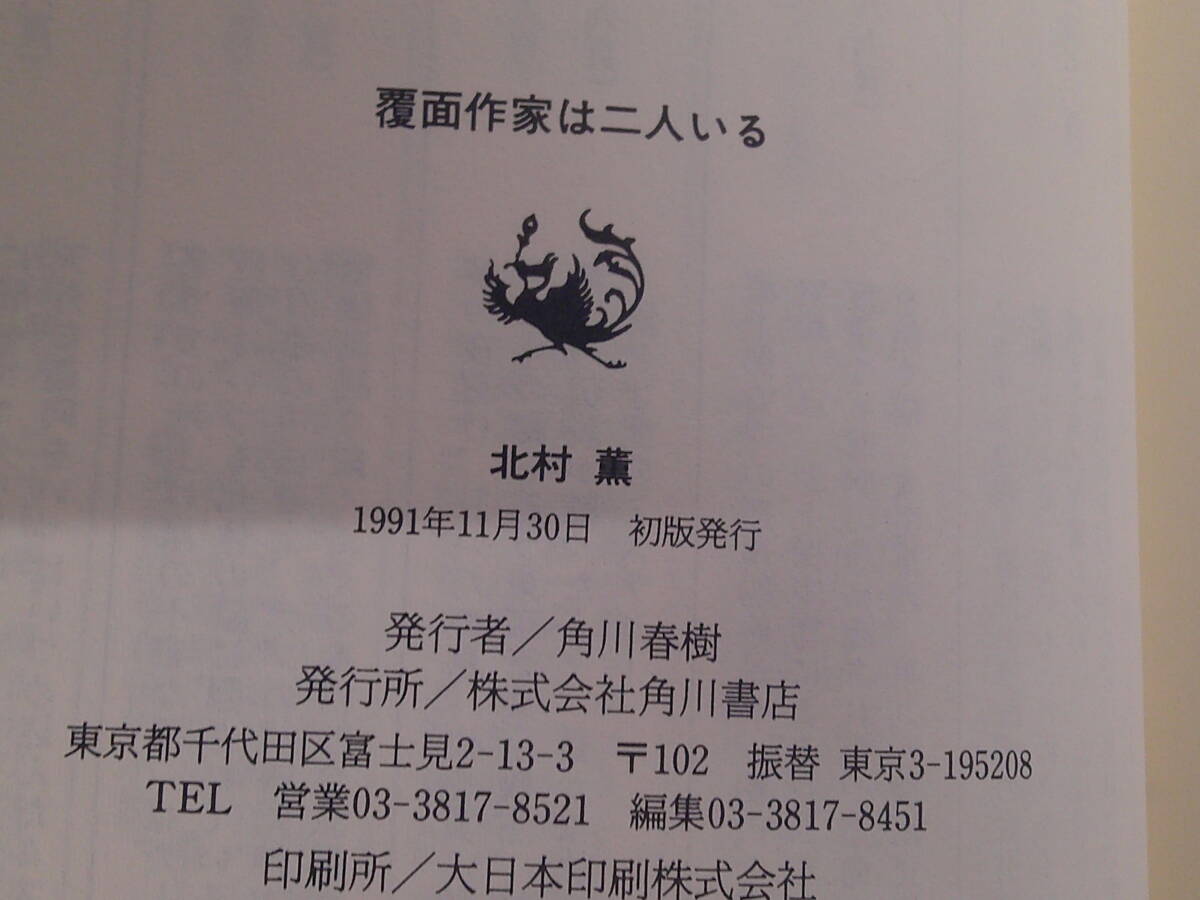 覆面作家は二人いる
北村 薫
1991年11月30日 初版発行
発行者／角川春樹
発行所／株式会社角川書店
東京都千代田区富士見2-13-3 〒102 振替 東京3-195208
TEL 営業03-3817-8521 編集03-3817-8451
印刷所／大日本印刷株式会社